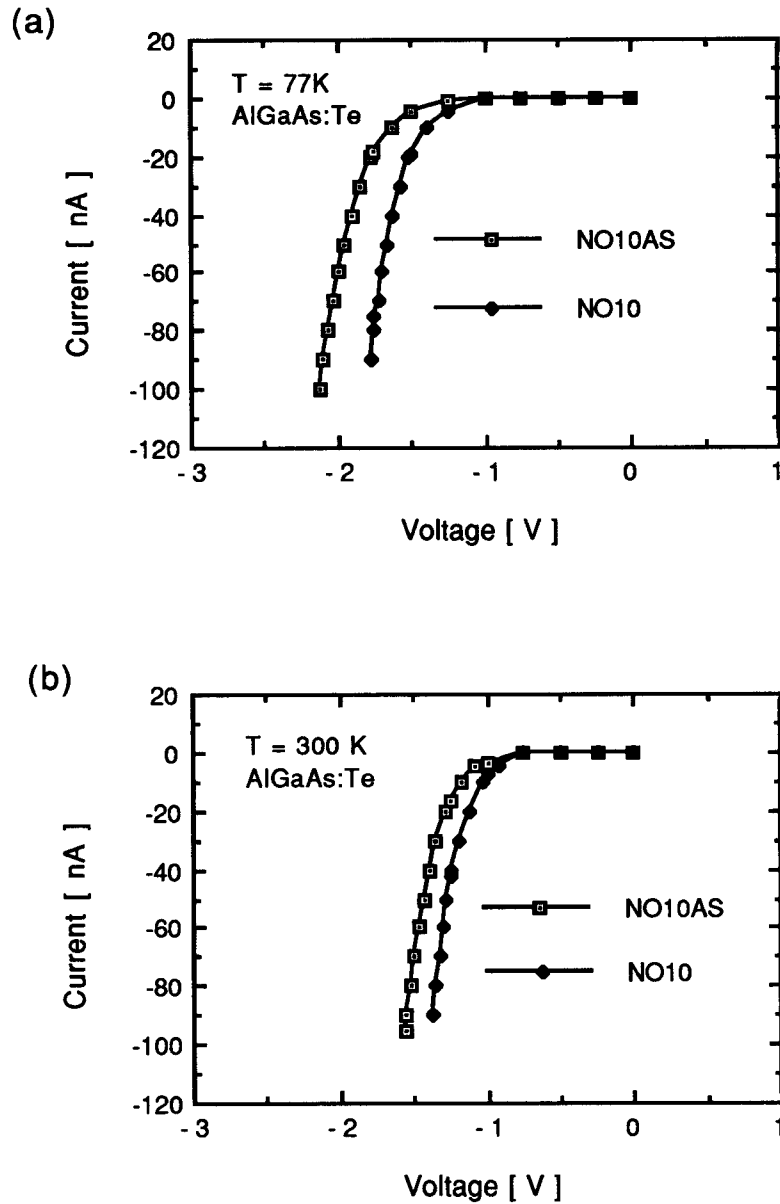 (a)
20
0
-20
-40
-60
-80
-100
-120
Current [ nA ]
T = 77K
AlGaAs:Te
NO10AS
NO10
- 3
- 2
- 1
0
1
Voltage [ V ]
(b)
20
0
-20
-40
-60
-80
-100
-120
Current [ nA ]
T = 300 K
AlGaAs:Te
NO10AS
NO10
- 3
- 2
- 1
0
1
Voltage [ V ]